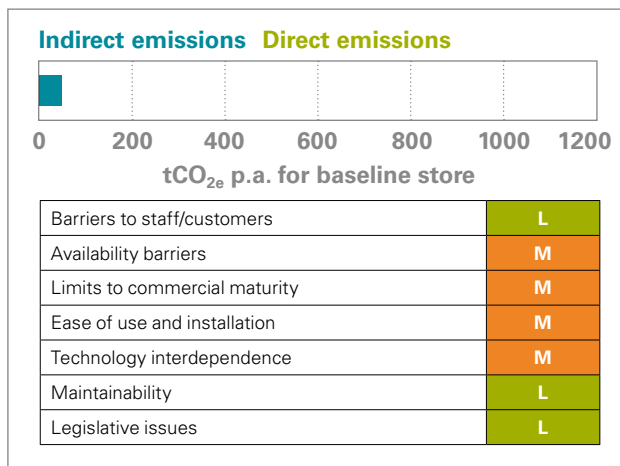 Indirect emissions Direct emissions
0 200 400 600 800 1000 1200
tCO2e p.a. for baseline store
Barriers to staff/customers L
Availability barriers M
Limits to commercial maturity M
Ease of use and installation M
Technology interdependence M
Maintainability L
Legislative issues L